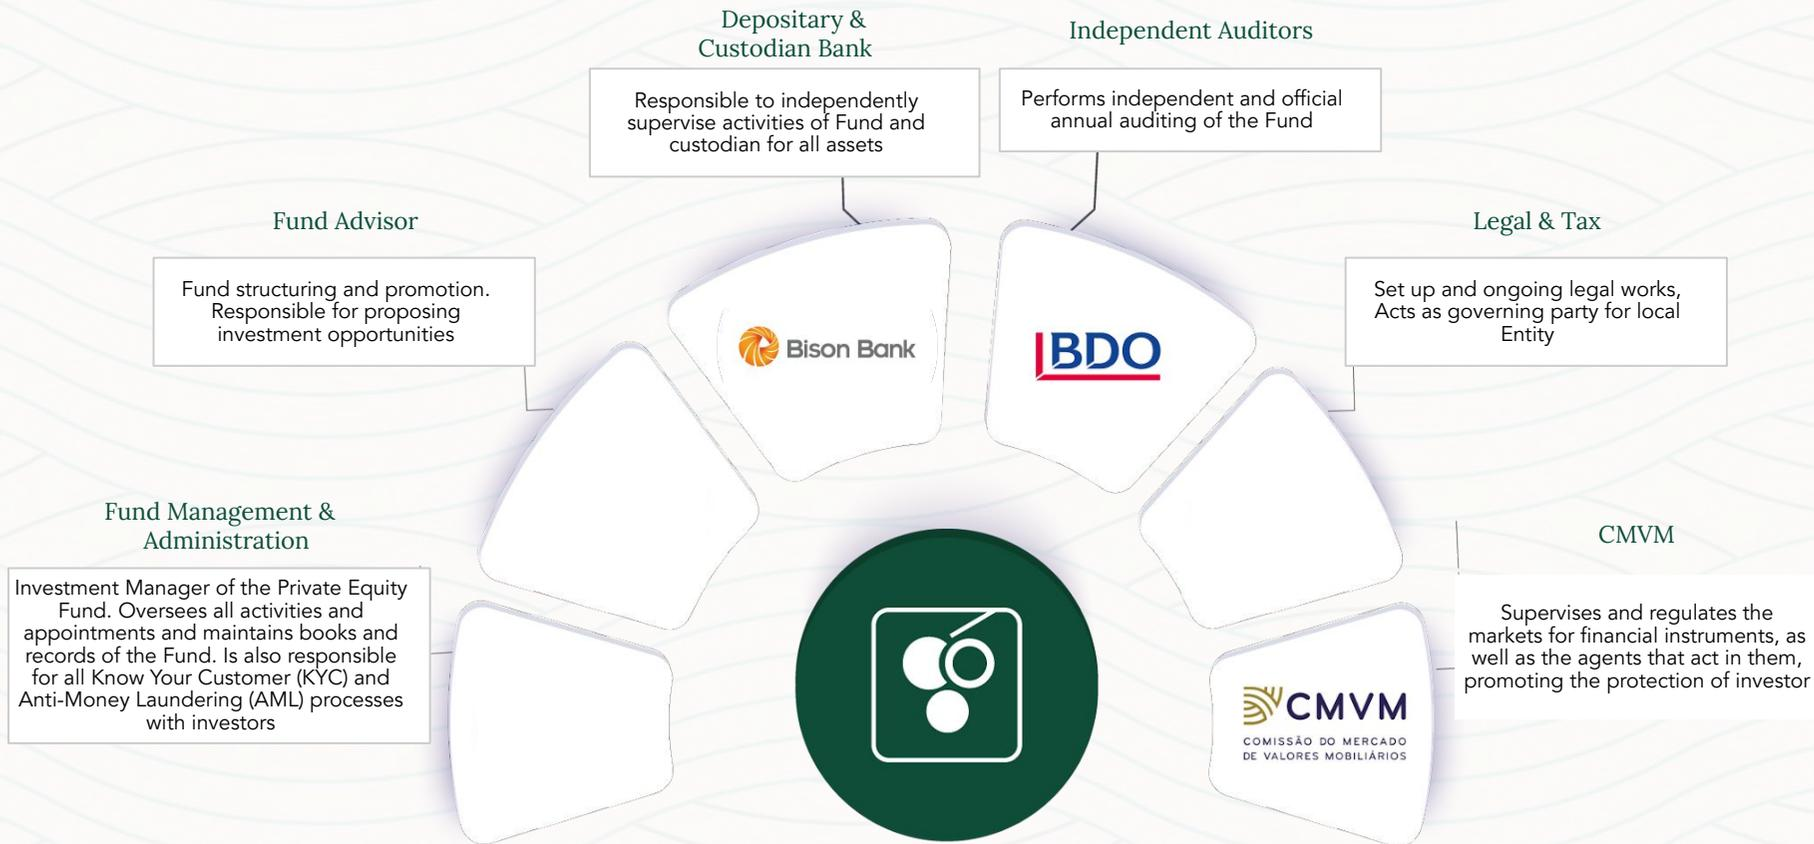 Depositary &
Custodian Bank
Responsible to independently
supervise activities of Fund and
custodian for all assets
Independent Auditors
Performs independent and official
annual auditing of the Fund
Fund Advisor
Fund structuring and promotion.
Responsible for proposing
investment opportunities
Legal & Tax
Set up and ongoing legal works,
Acts as governing party for local
Entity
Bison Bank
BDO
Fund Management &
Administration
Investment Manager of the Private Equity
Fund. Oversees all activities and
appointments and maintains books and
records of the Fund. Is also responsible
for all Know Your Customer (KYC) and
Anti-Money Laundering (AML) processes
with investors
CMVM
Supervises and regulates the
markets for financial instruments, as
well as the agents that act in them,
promoting the protection of investor
CMVM
COMISSÃO DO MERCADO
DE VALORES MOBILIÁRIOS